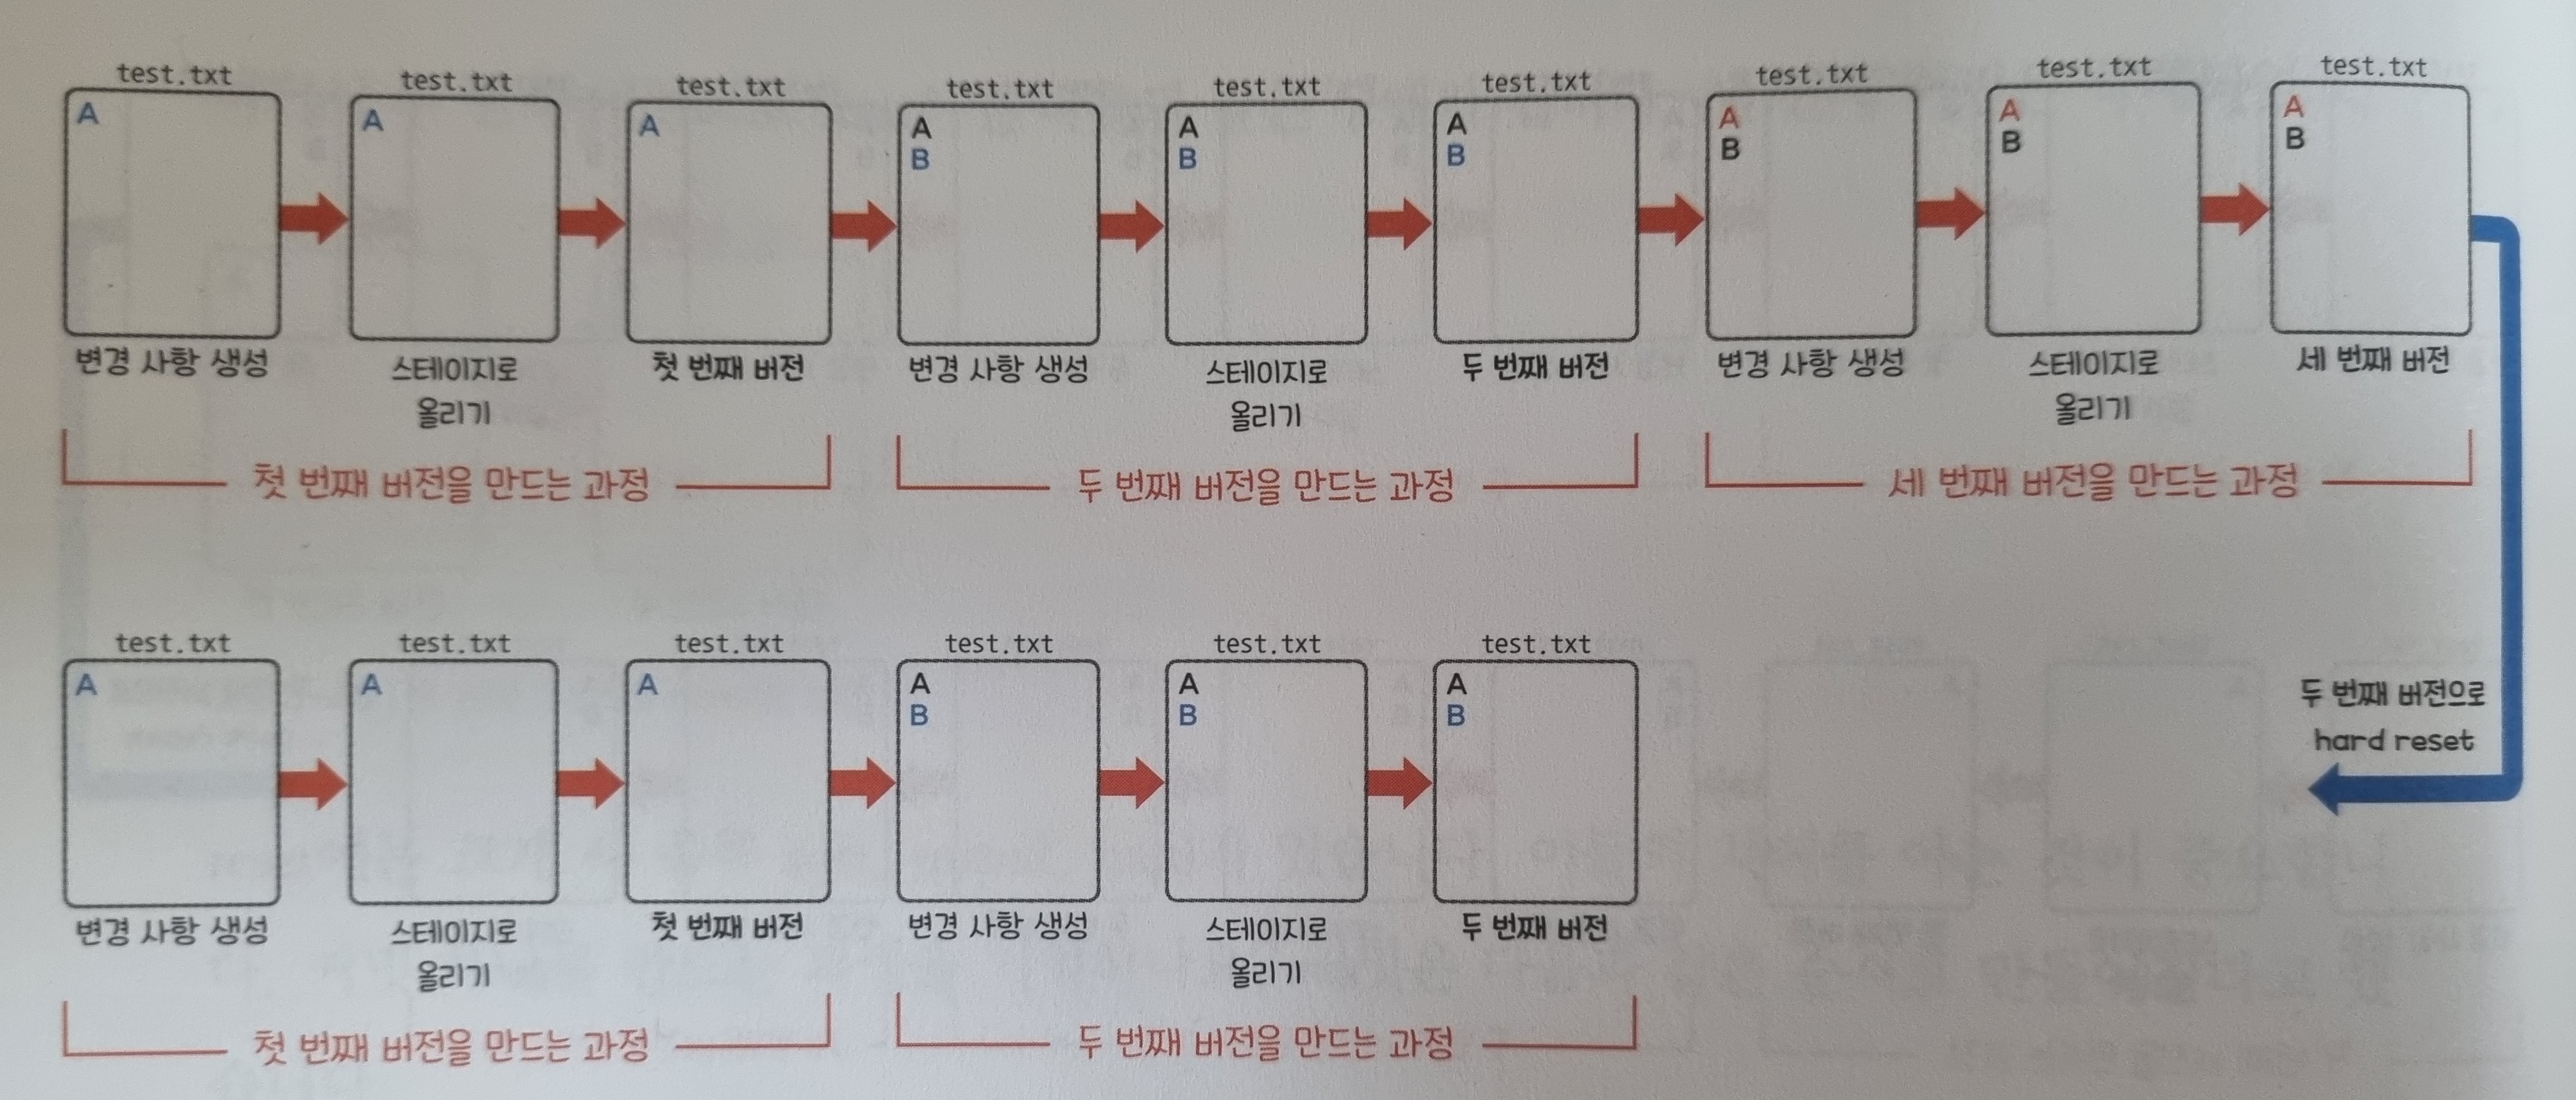 test.txt test.txt test.txt test.txt test.txt test.txt test.txt test.txt test.txt
A A A A A A A A A
B B B B B B
변경 사항 생성 스테이지로 첫 번째 버전 변경 사항 생성 스테이지로 두 번째 버전 변경 사항 생성 스테이지로 세 번째 버전
올리기 올리기 올리기
첫 번째 버전을 만드는 과정 두 번째 버전을 만드는 과정 세 번째 버전을 만드는 과정
test.txt test.txt test.txt test.txt test.txt test.txt
A A A A A A
B B B
두 번째 버전으로
hard reset
변경 사항 생성 스테이지로 첫 번째 버전 변경 사항 생성 스테이지로 두 번째 버전
올리기 올리기
첫 번째 버전을 만드는 과정 두 번째 버전을 만드는 과정